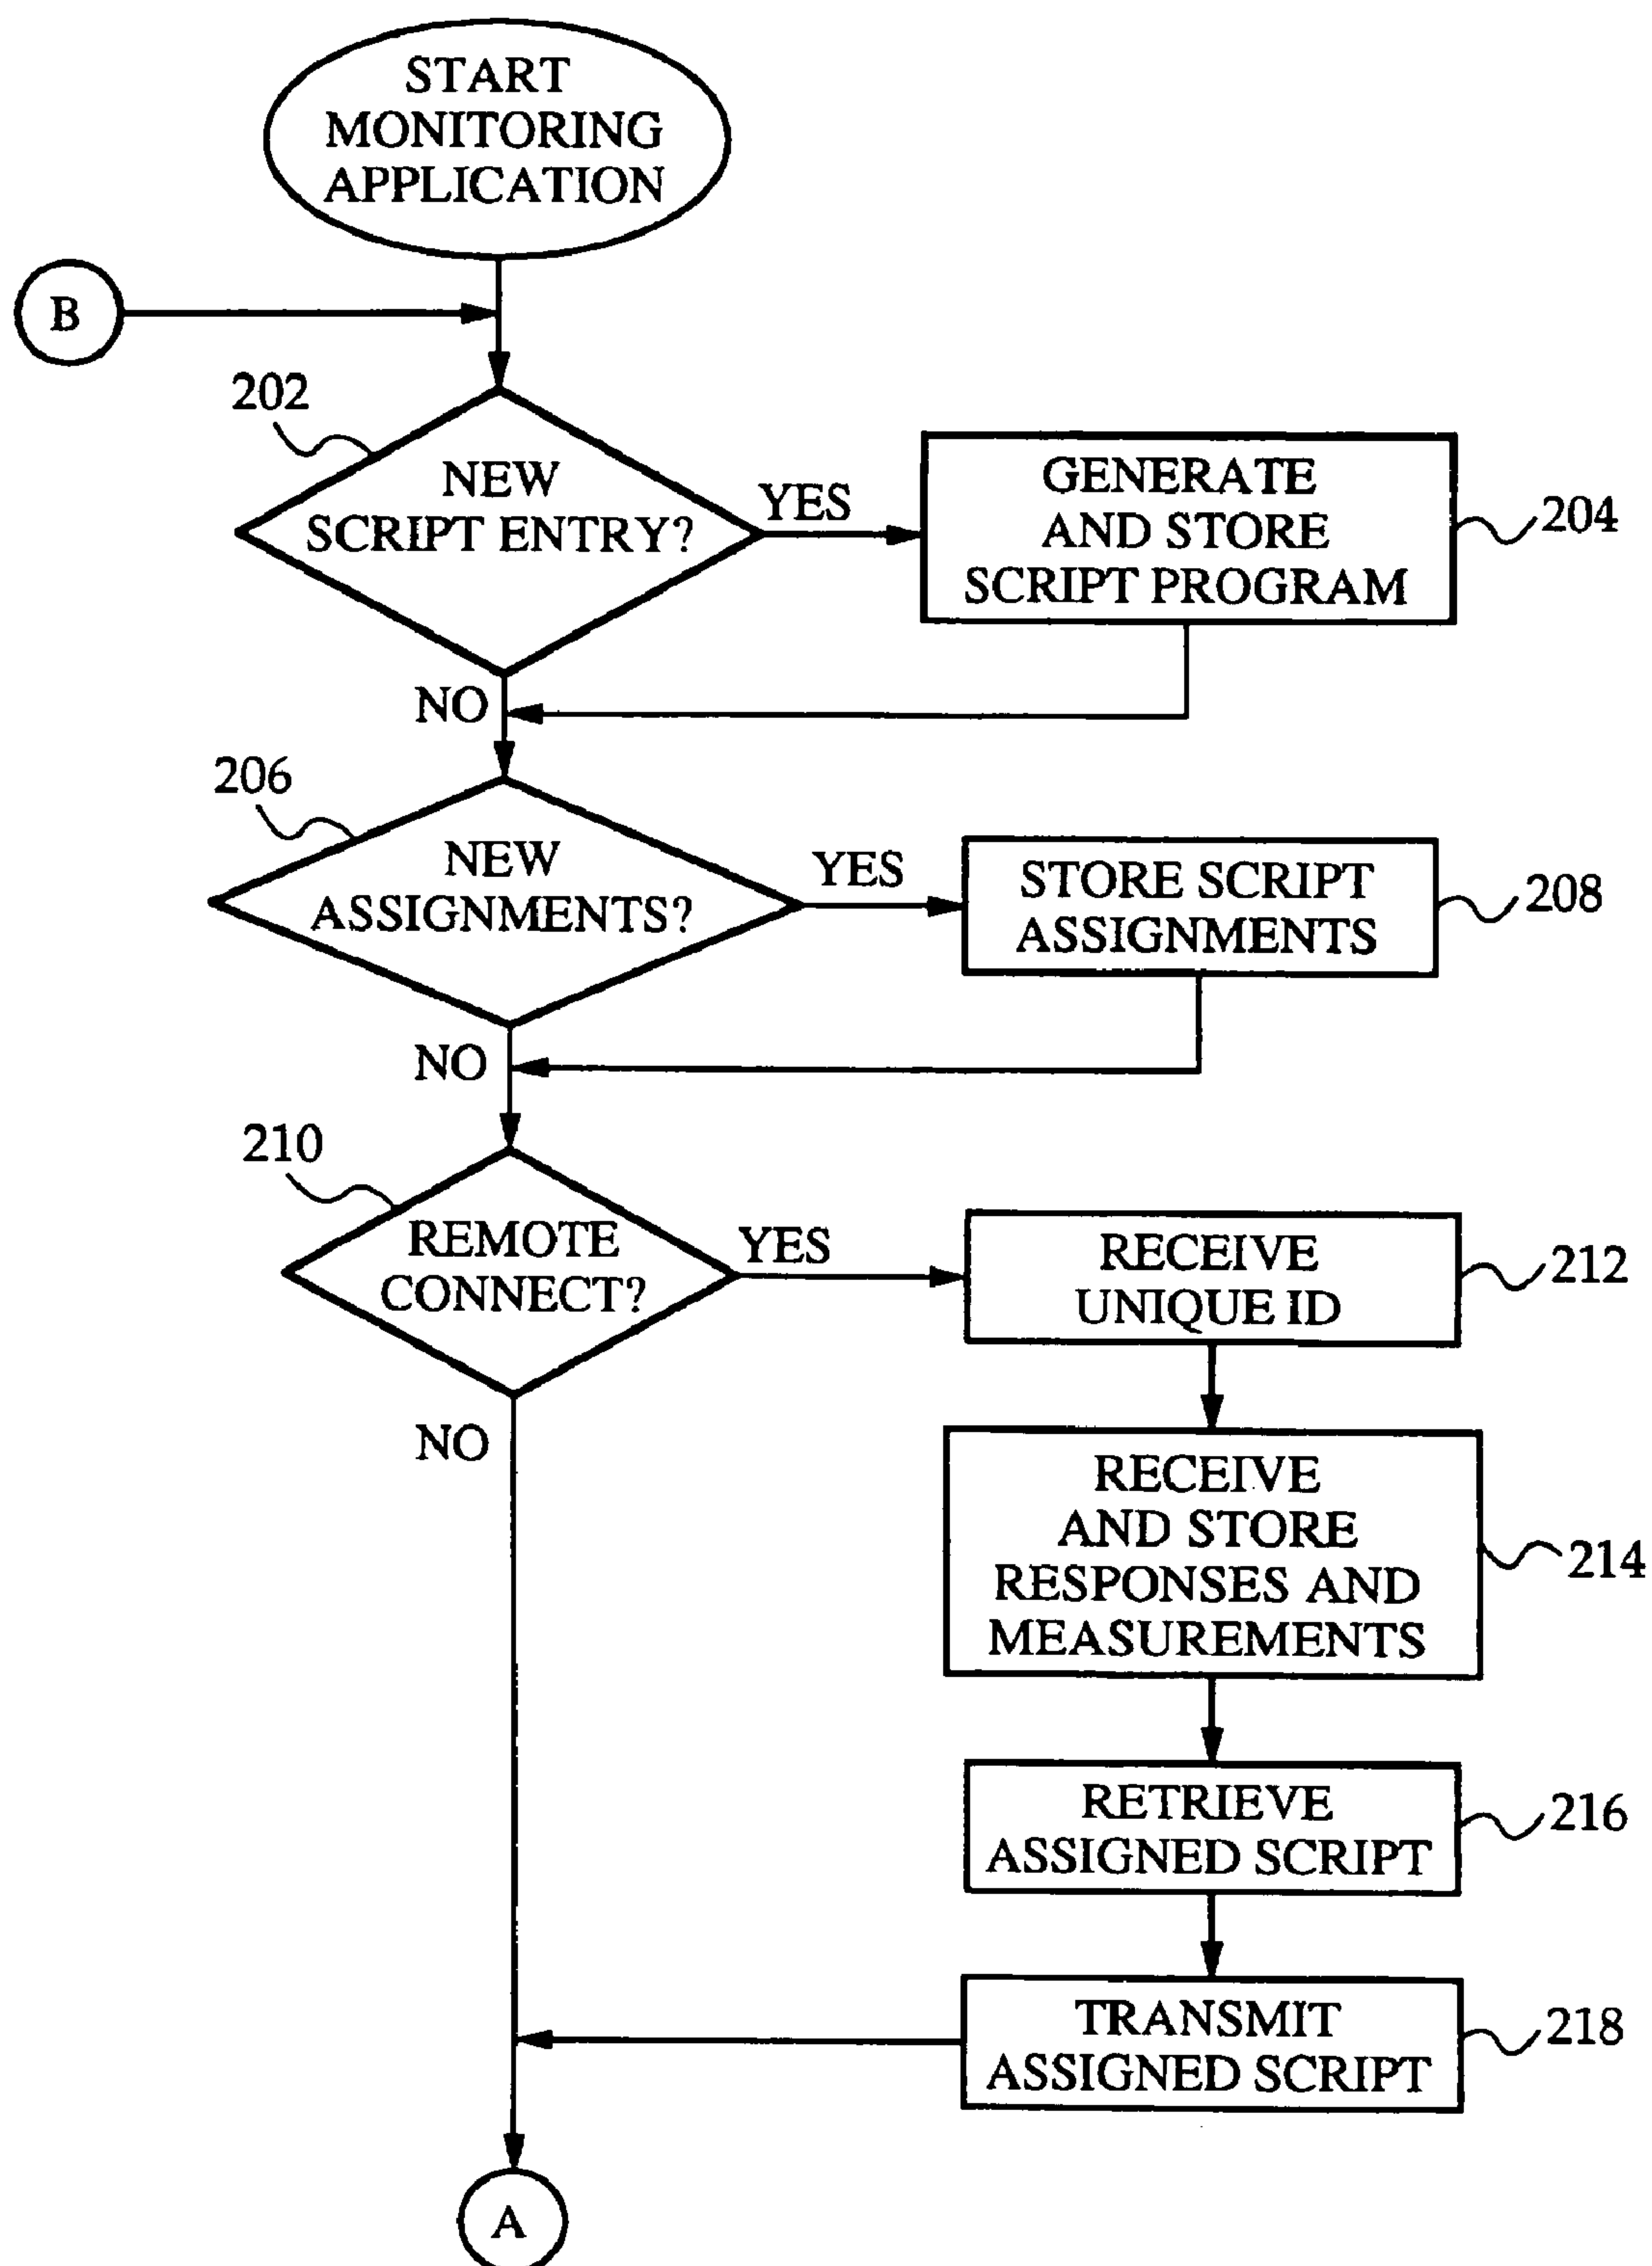 START
MONITORING
APPLICATION
B
202
NEW
SCRIPT ENTRY?
YES
GENERATE
AND STORE
SCRIPT PROGRAM
204
NO
206
NEW
ASSIGNMENTS?
YES
STORE SCRIPT
ASSIGNMENTS
208
NO
210
REMOTE
CONNECT?
YES
RECEIVE
UNIQUE ID
212
NO
RECEIVE
AND STORE
RESPONSES AND
MEASUREMENTS
214
RETRIEVE
ASSIGNED SCRIPT
216
TRANSMIT
ASSIGNED SCRIPT
218
A